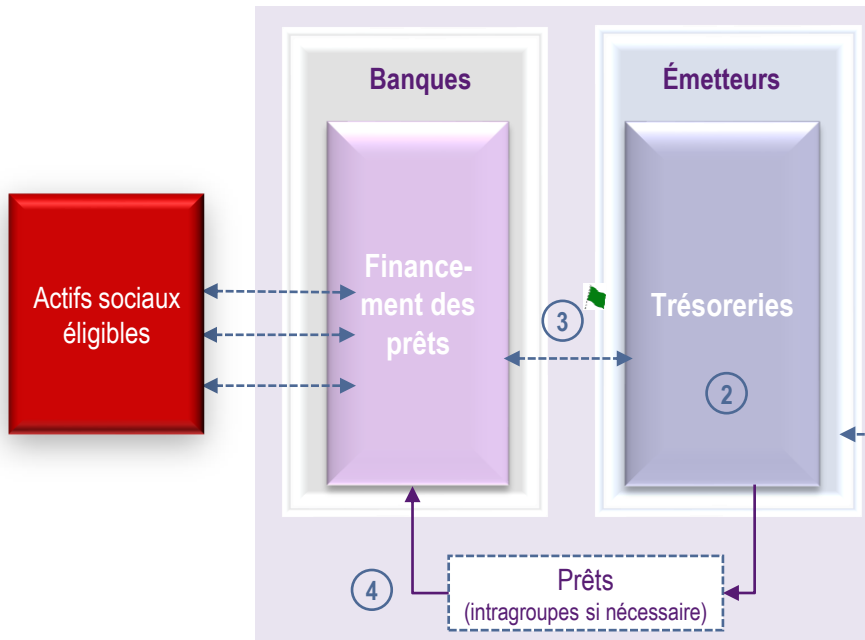 Banques
Émetteurs
Finance-
ment des
prêts
Actifs sociaux
éligibles
3
Trésoreries
2
4
Prêts
(intragroupes si nécessaire)